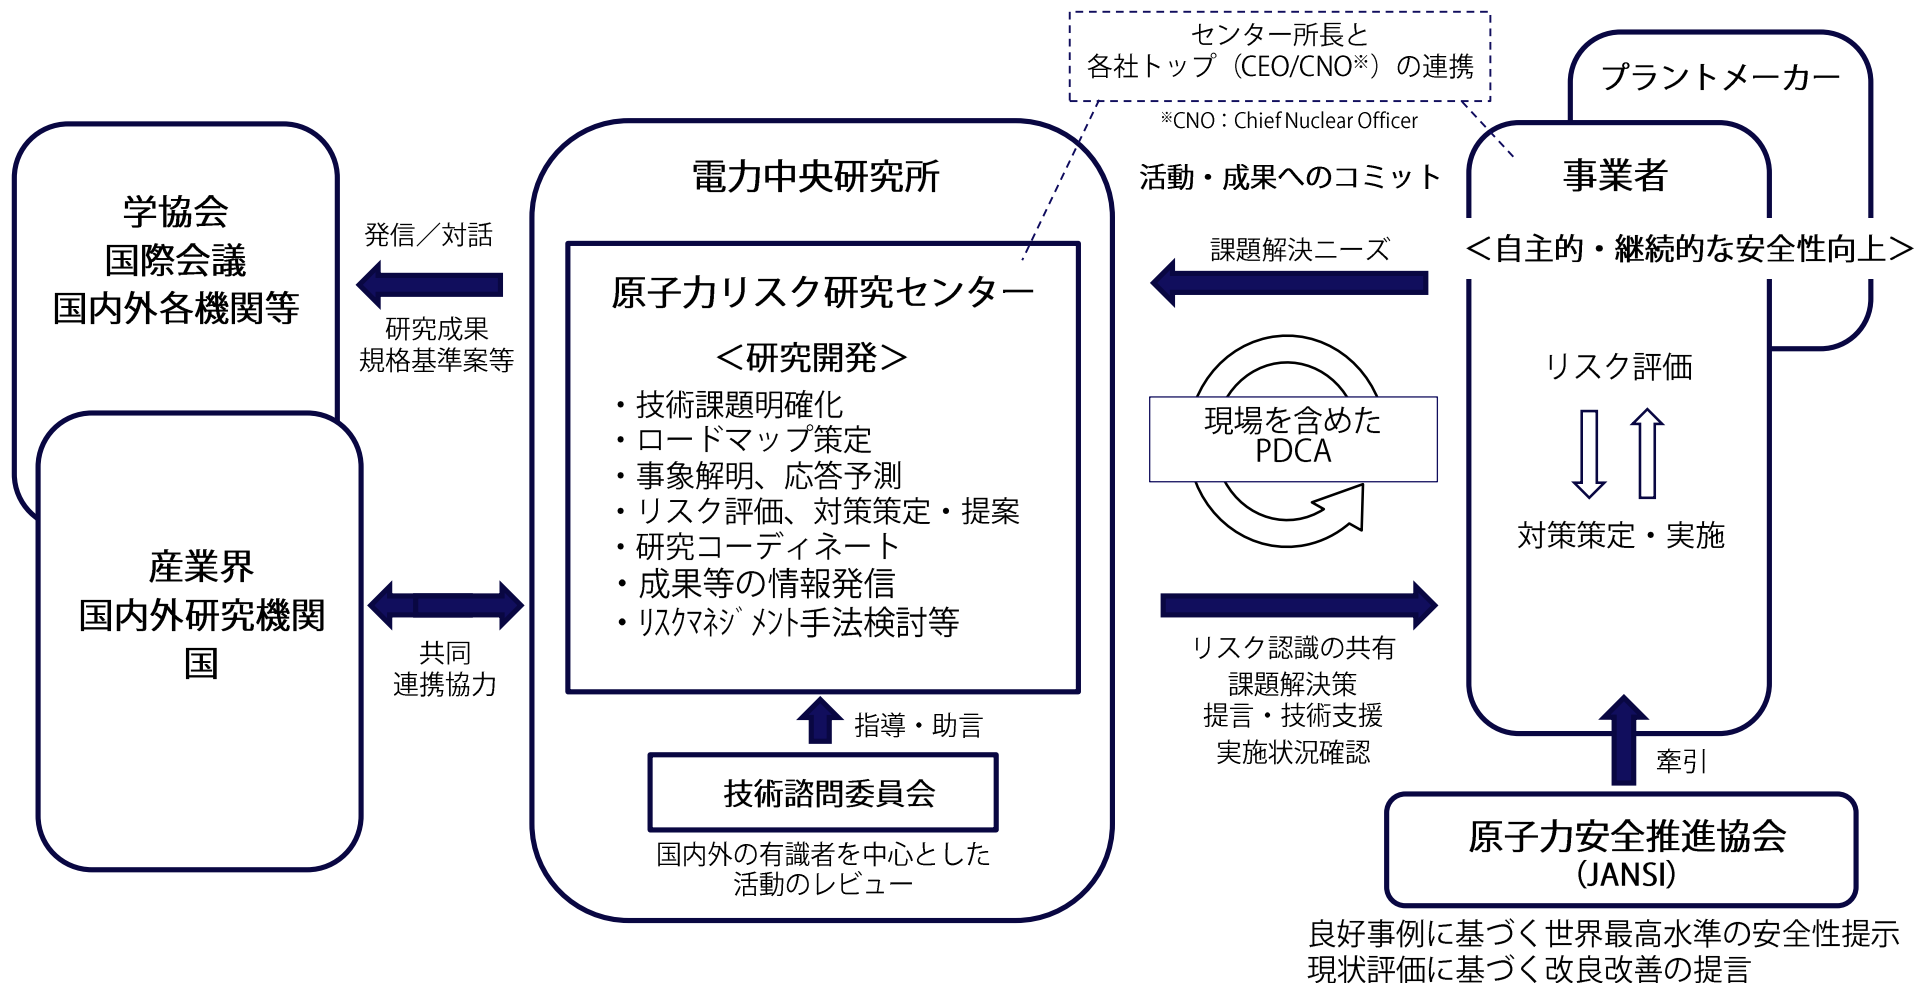 センター所長と
各社トップ（CEO/CNO※）の連携
※CNO：Chief Nuclear Officer
プラントメーカー
学協会
国際会議
国内外各機関等
発信／対話
研究成果
規格基準案等
産業界
国内外研究機関
国
共同
連携協力
電力中央研究所
原子力リスク研究センター
＜研究開発＞
・技術課題明確化
・ロードマップ策定
・事象解明、応答予測
・リスク評価、対策策定・提案
・研究コーディネート
・成果等の情報発信
・ﾘｽｸﾏﾈｼﾞﾒﾝﾄ手法検討等
指導・助言
技術諮問委員会
国内外の有識者を中心とした
活動のレビュー
活動・成果へのコミット
課題解決ニーズ
現場を含めた
PDCA
リスク認識の共有
課題解決策
提言・技術支援
実施状況確認
事業者
＜自主的・継続的な安全性向上＞
リスク評価
対策策定・実施
牽引
原子力安全推進協会
（JANSI）
良好事例に基づく世界最高水準の安全性提示
現状評価に基づく改良改善の提言